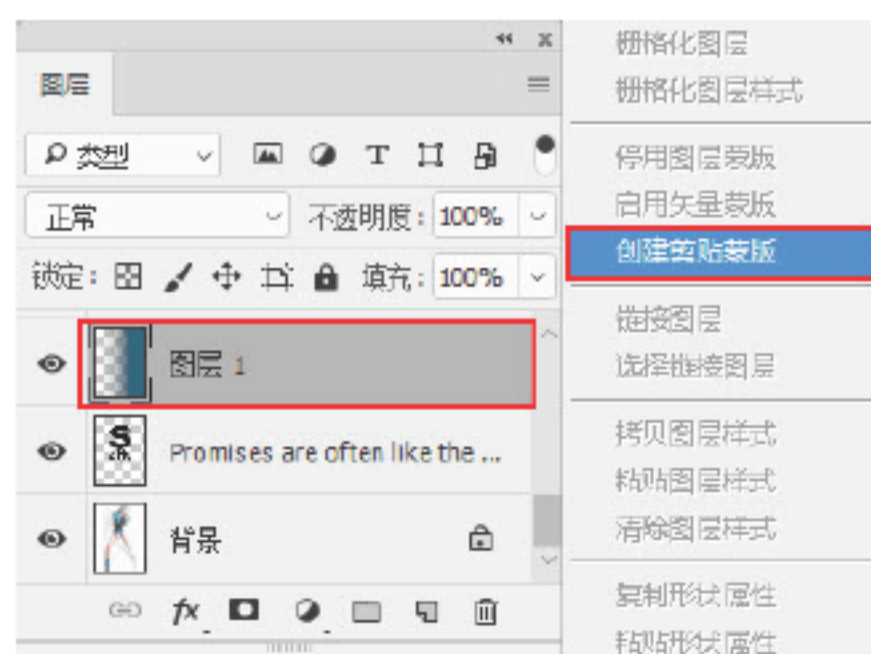 图层
类型
正常
不透明度: 100%
锁定:
填充: 100%
图层 1
Promises are often like the ...
背景
fx
栅格化图层
栅格化图层样式
停用图层蒙版
启用矢量蒙版
创建剪贴蒙版
链接图层
选择链接图层
拷贝图层样式
粘贴图层样式
清除图层样式
复制形状属性
粘贴形状属性